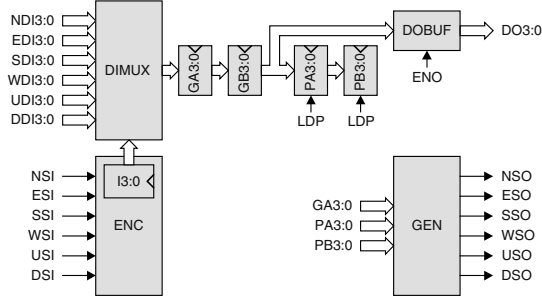 NDI3:0
EDI3:0
SDI3:0
WDI3:0
UDI3:0
DDI3:0
DIMUX
GA3:0
GB3:0
PA3:0
PB3:0
LDP
LDP
DOBUF
DO3:0
ENO
NSI
ESI
SSI
WSI
USI
DSI
I3:0
ENC
GA3:0
PA3:0
PB3:0
GEN
NSO
ESO
SSO
WSO
USO
DSO